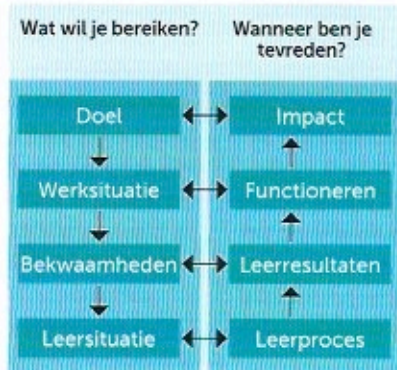 Wat wil je bereiken?
Wanneer ben je
tevreden?
Doel
Impact
Werksituatie
Functioneren
Bekwaamheden
Leerresultaten
Leersituatie
Leerproces